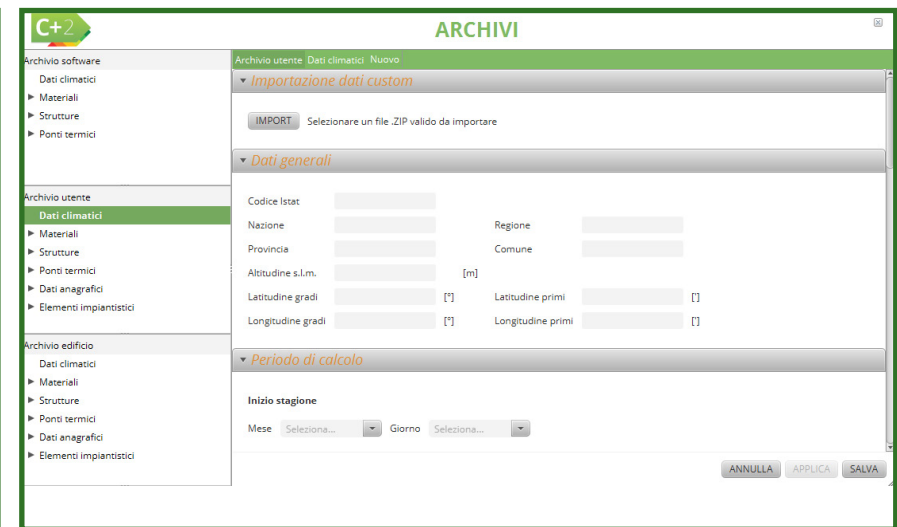 C+2
ARCHIVI
Archivio software
Dati climatici
Materiali
Strutture
Ponti termici
Archivio utente
Dati climatici
Materiali
Strutture
Ponti termici
Dati anagrafici
Elementi impiantistici
Archivio edificio
Dati climatici
Materiali
Strutture
Ponti termici
Dati anagrafici
Elementi impiantistici
Archivio utente Dati climatici Nuovo
Importazione dati custom
IMPORT Selezionare un file .ZIP valido da importare
Dati generali
Codice Istat
Nazione Regione
Provincia Comune
Altitudine s.l.m. [m]
Latitudine gradi [°] Latitudine primi [']
Longitudine gradi [°] Longitudine primi [']
Periodo di calcolo
Inizio stagione
Mese Seleziona... Giorno Seleziona...
ANNULLA APPLICA SALVA